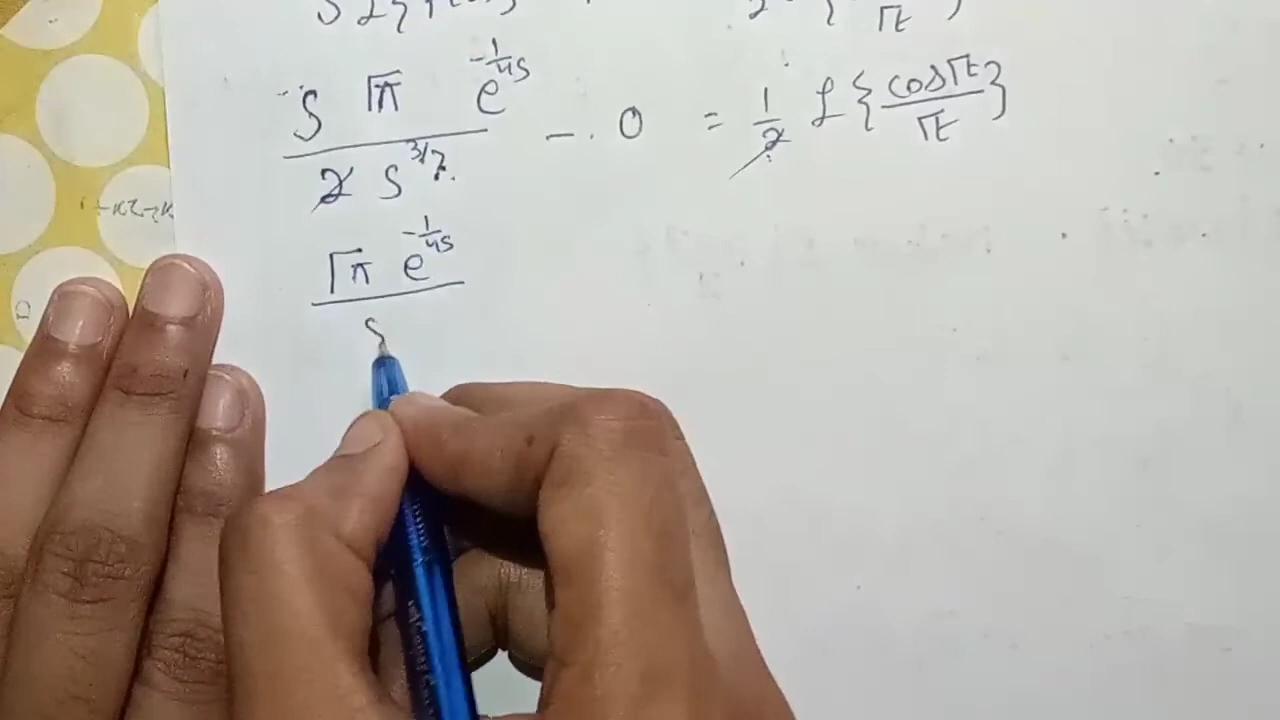 S √π e^{-1/4s} / 2 S^{3/2} - 0 = 1/2 L{cos√t / √t}
√π e^{-1/4s} / s